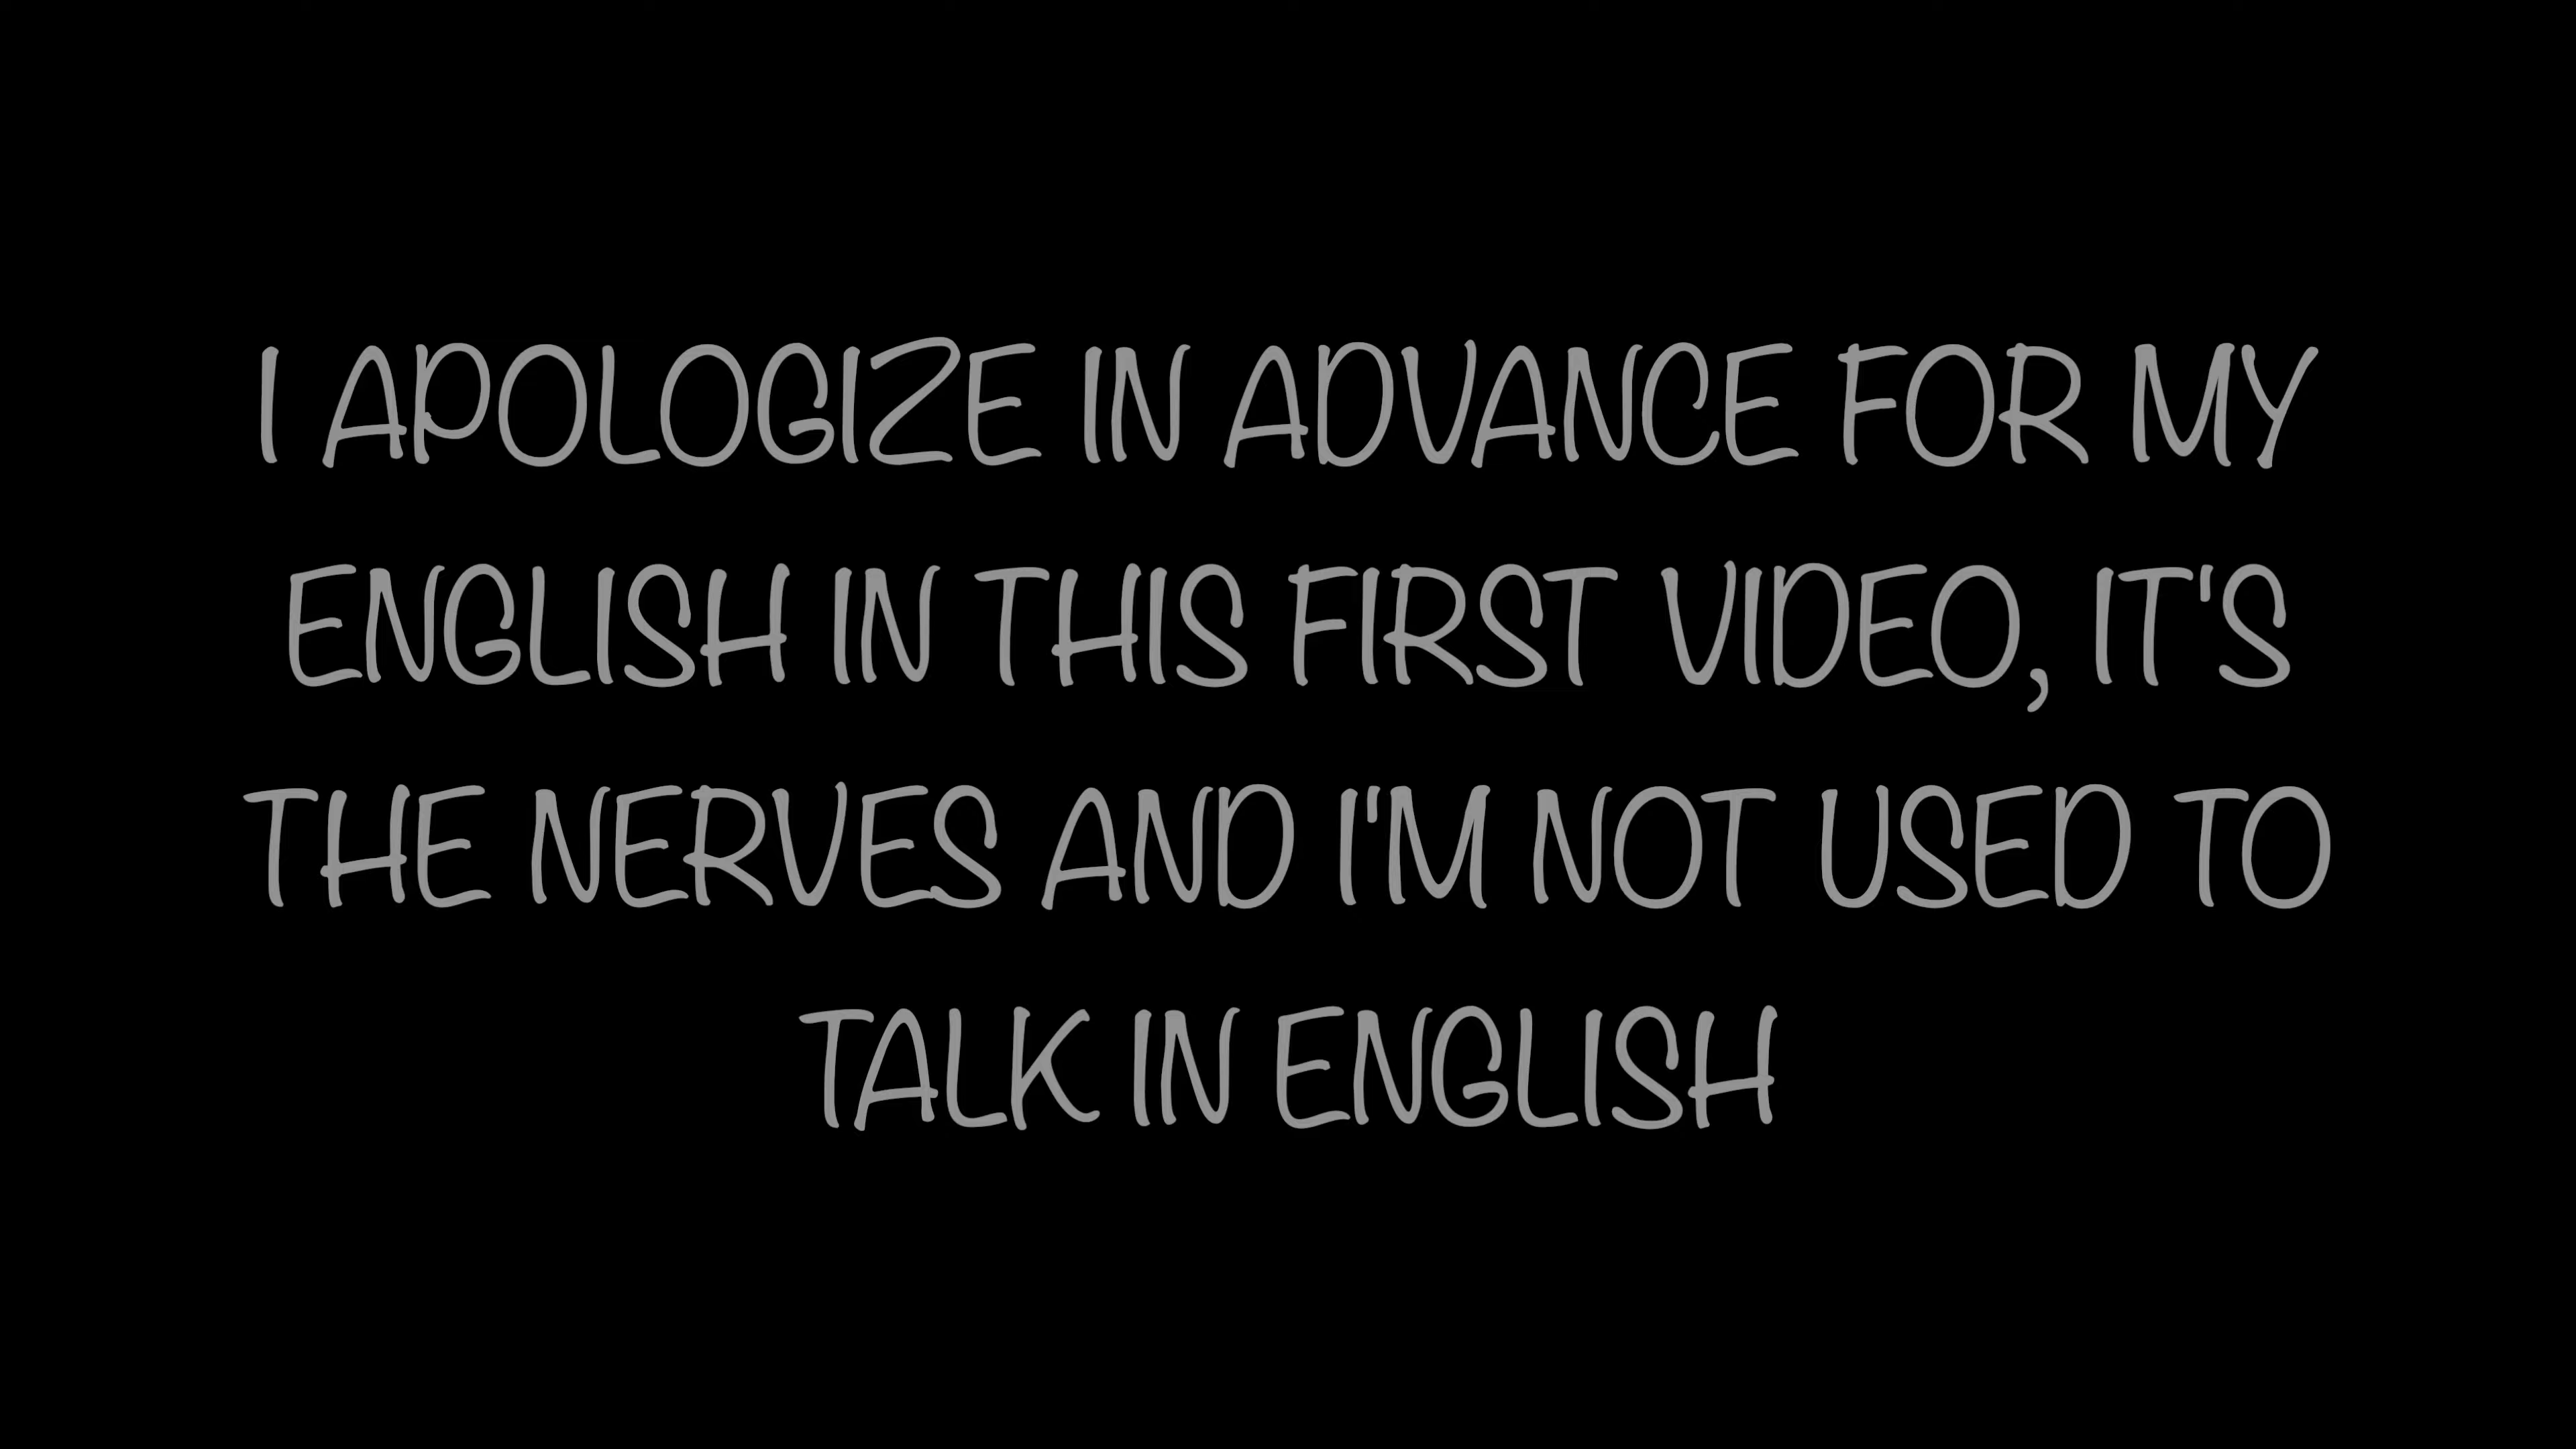 I APOLOGIZE IN ADVANCE FOR MY
ENGLISH IN THIS FIRST VIDEO, IT'S
THE NERVES AND I'M NOT USED TO
TALK IN ENGLISH